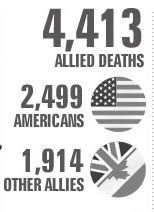 4,413
ALLIED DEATHS
2,499
AMERICANS
1,914
OTHER ALLIES